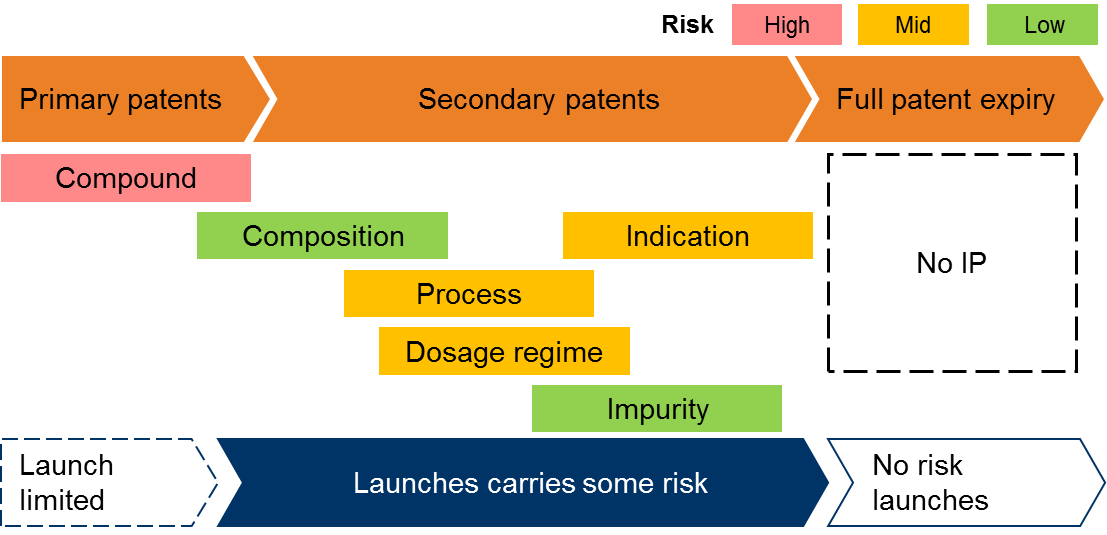 Risk High Mid Low
Primary patents Secondary patents Full patent expiry
Compound
Composition Indication
No IP
Process
Dosage regime
Impurity
Launch
limited
Launches carries some risk
No risk
launches